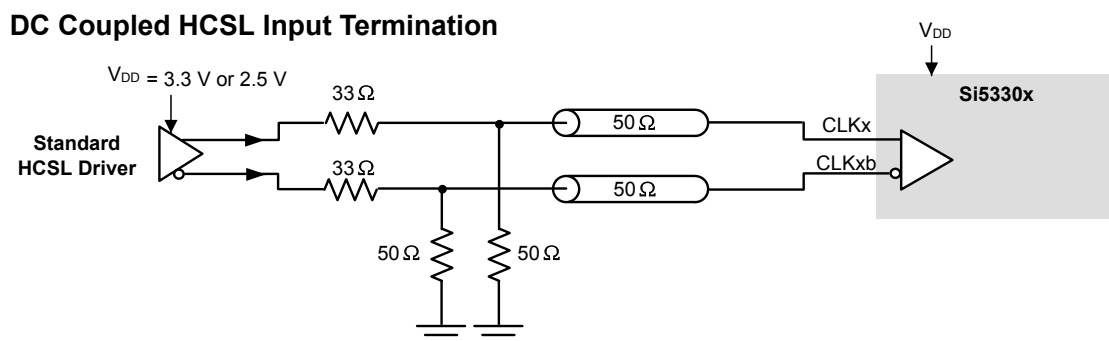 DC Coupled HCSL Input Termination
VDD
VDD = 3.3 V or 2.5 V
Si5330x
33 Ω
Standard
HCSL Driver
50 Ω
CLKx
33 Ω
CLKxb
50 Ω
50 Ω
50 Ω